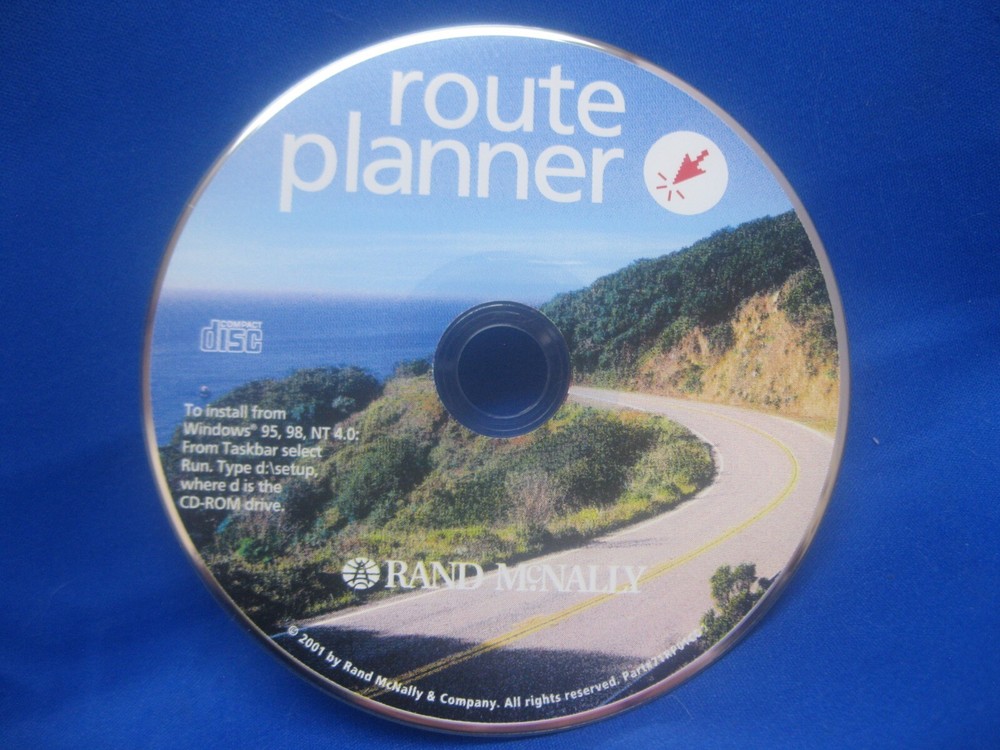 route
planner
COMPACT
disc
To install from
Windows® 95, 98, NT 4.0:
From Taskbar select
Run. Type d:\setup,
where d is the
CD-ROM drive.
RAND McNALLY
© 2001 by Rand McNally & Company. All rights reserved.